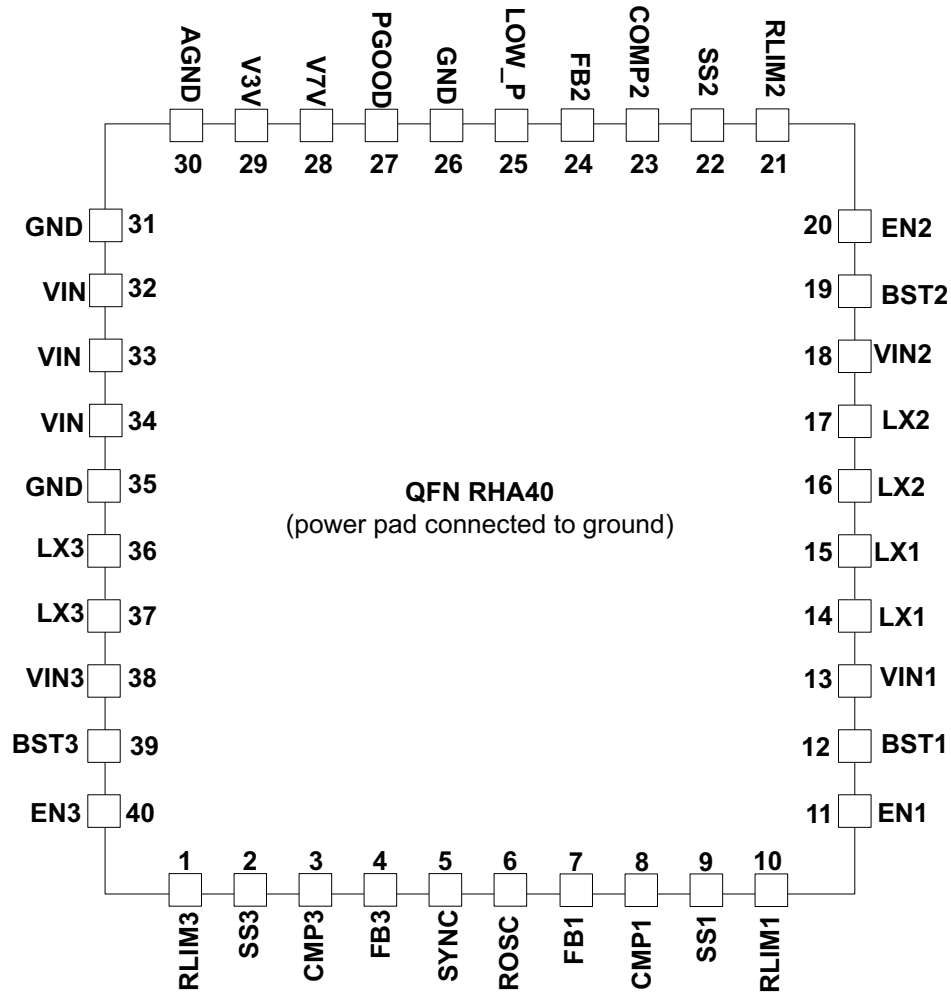 AGND
V3V
V7V
PGOOD
GND
LOW_P
FB2
COMP2
SS2
RLIM2
30
29
28
27
26
25
24
23
22
21
GND 31
VIN 32
VIN 33
VIN 34
GND 35
LX3 36
LX3 37
VIN3 38
BST3 39
EN3 40
QFN RHA40
(power pad connected to ground)
20 EN2
19 BST2
18 VIN2
17 LX2
16 LX2
15 LX1
14 LX1
13 VIN1
12 BST1
11 EN1
1
2
3
4
5
6
7
8
9
10
RLIM3
SS3
CMP3
FB3
SYNC
ROSC
FB1
CMP1
SS1
RLIM1